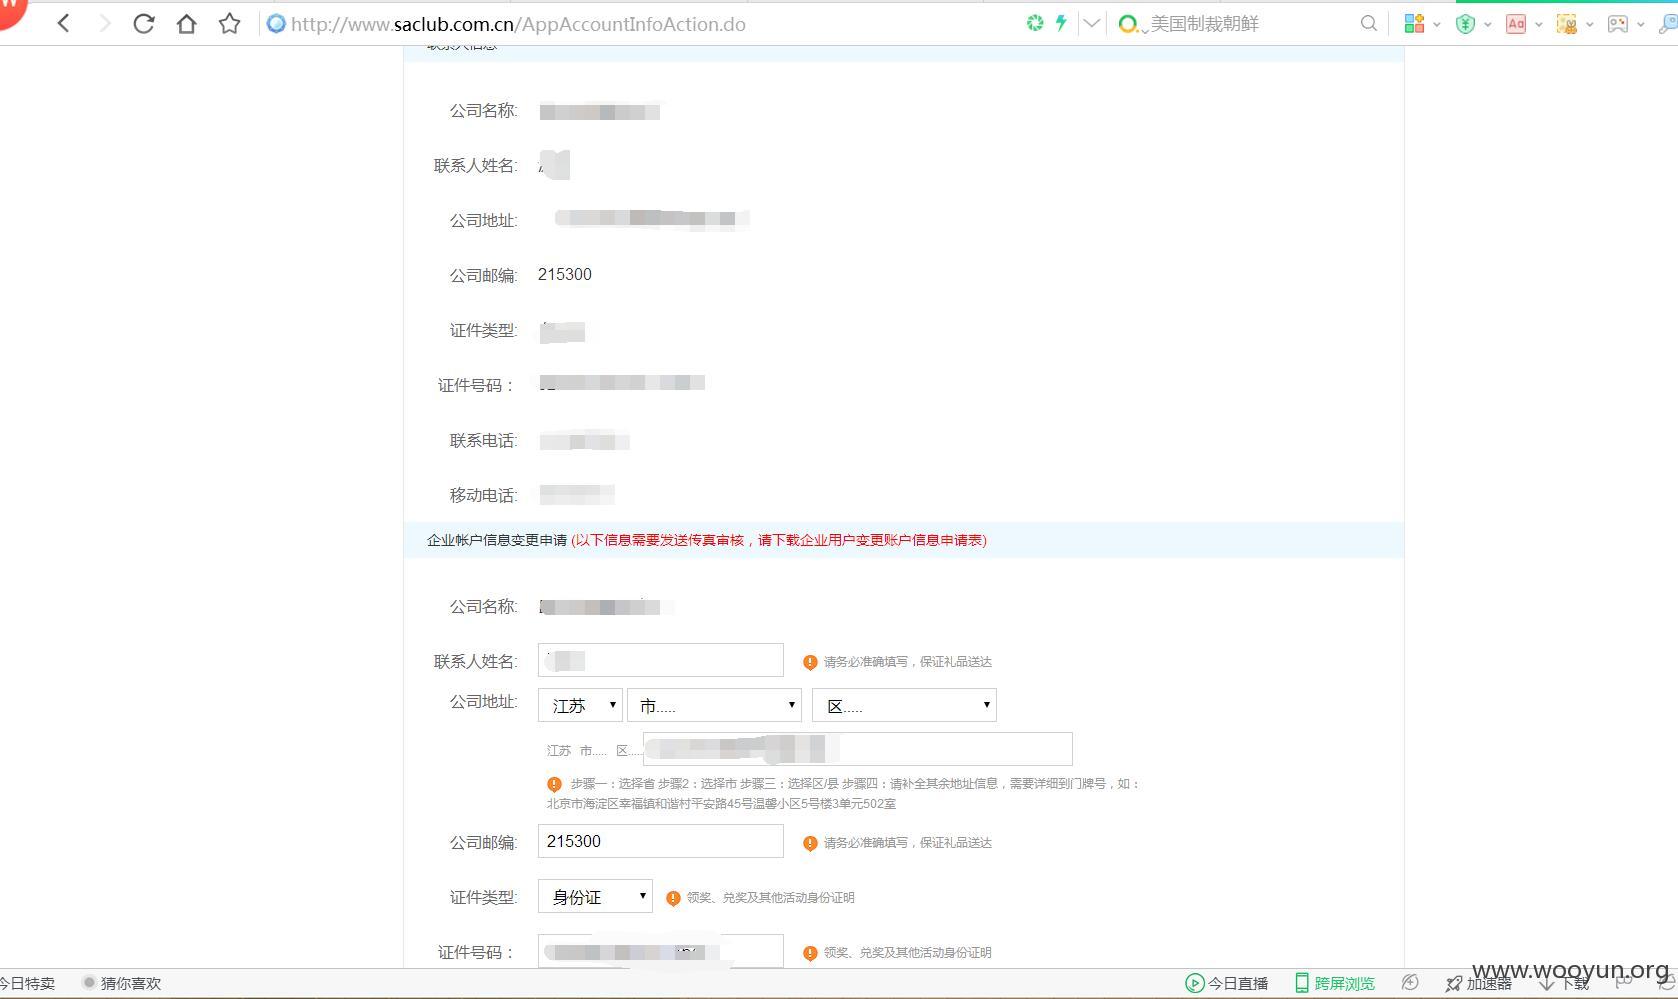 http://www.saclub.com.cn/AppAccountInfoAction.do
美国制裁朝鲜
联系人信息
公司名称:
联系人姓名:
公司地址:
公司邮编: 215300
证件类型:
证件号码：
联系电话:
移动电话:
企业帐户信息变更申请 (以下信息需要发送传真审核，请下载企业用户变更账户信息申请表)
公司名称:
联系人姓名: 请务必准确填写，保证礼品送达
公司地址: 江苏 市..... 区.....
江苏 市..... 区.....
步骤一：选择省 步骤2：选择市 步骤三：选择区/县 步骤四：请补全其余地址信息，需要详细到门牌号，如：
北京市海淀区幸福镇和谐村平安路45号温馨小区5号楼3单元502室
公司邮编: 215300 请务必准确填写，保证礼品送达
证件类型: 身份证 领奖、兑奖及其他活动身份证明
证件号码： 领奖、兑奖及其他活动身份证明
今日特卖 猜你喜欢 今日直播 跨屏浏览 加速器 下载
www.wooyun.org